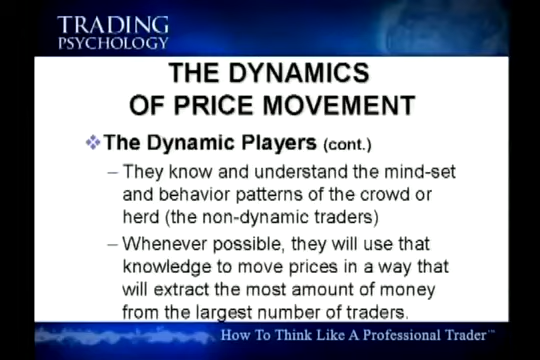 TRADING
PSYCHOLOGY
THE DYNAMICS
OF PRICE MOVEMENT
❖The Dynamic Players (cont.)
– They know and understand the mind-set
and behavior patterns of the crowd or
herd (the non-dynamic traders)
– Whenever possible, they will use that
knowledge to move prices in a way that
will extract the most amount of money
from the largest number of traders.
How To Think Like A Professional Trader™